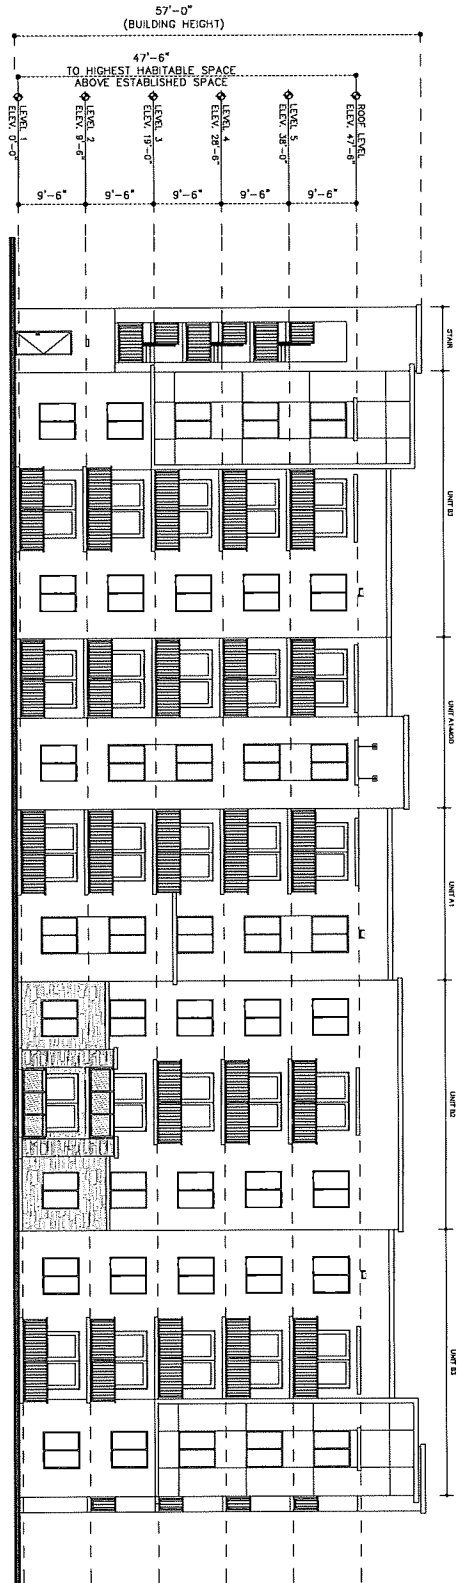 57'-0"
(BUILDING HEIGHT)
47'-6"
TO HIGHEST HABITABLE SPACE
ABOVE ESTABLISHED SPACE
LEVEL 1
ELEV. 0'-0"
LEVEL 2
ELEV. 9'-6"
LEVEL 3
ELEV. 19'-0"
LEVEL 4
ELEV. 28'-6"
LEVEL 5
ELEV. 38'-0"
ROOF LEVEL
ELEV. 47'-6"
9'-6"
9'-6"
9'-6"
9'-6"
9'-6"
STAIR
UNIT B3
UNIT A1-MOD
UNIT A1
UNIT B2
UNIT B3